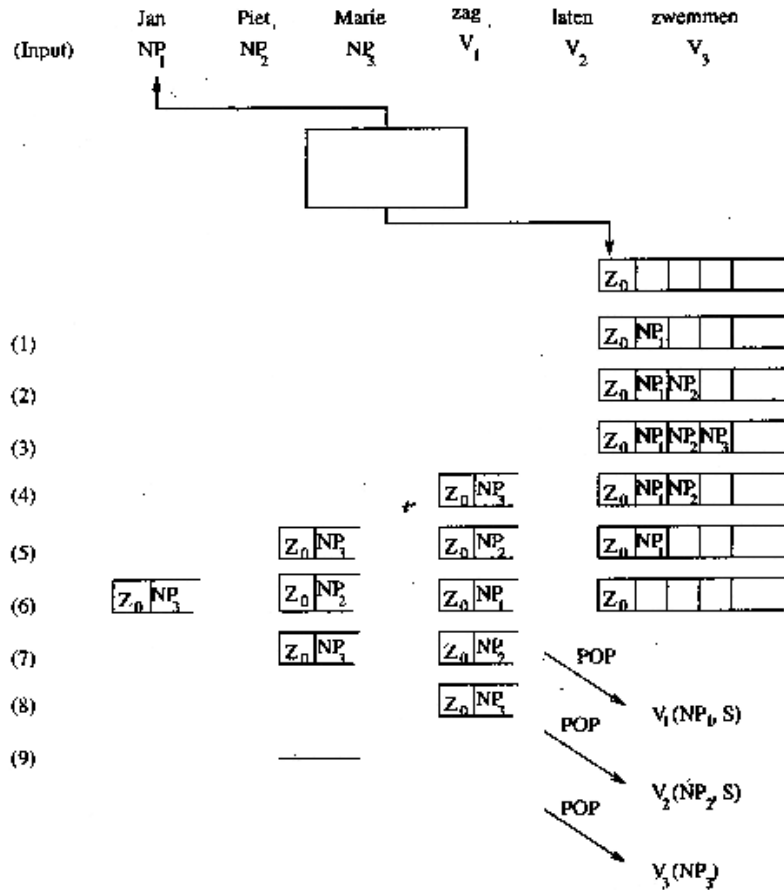 Jan Piet Marie zag laten zwemmen
(Input) NP₁ NP₂ NP₃ V₁ V₂ V₃
Z₀
(1) Z₀ NP₁
(2) Z₀ NP₁ NP₂
(3) Z₀ NP₁ NP₂ NP₃
(4) Z₀ NP₃ Z₀ NP₁ NP₂
(5) Z₀ NP₃ Z₀ NP₂ Z₀ NP₁
(6) Z₀ NP₃ Z₀ NP₂ Z₀ NP₁ Z₀
(7) Z₀ NP₃ Z₀ NP₂ POP
(8) Z₀ NP₃ V₁(NP₁, S)
POP
(9)
V₂(NP₂, S)
POP
V₃(NP₃)